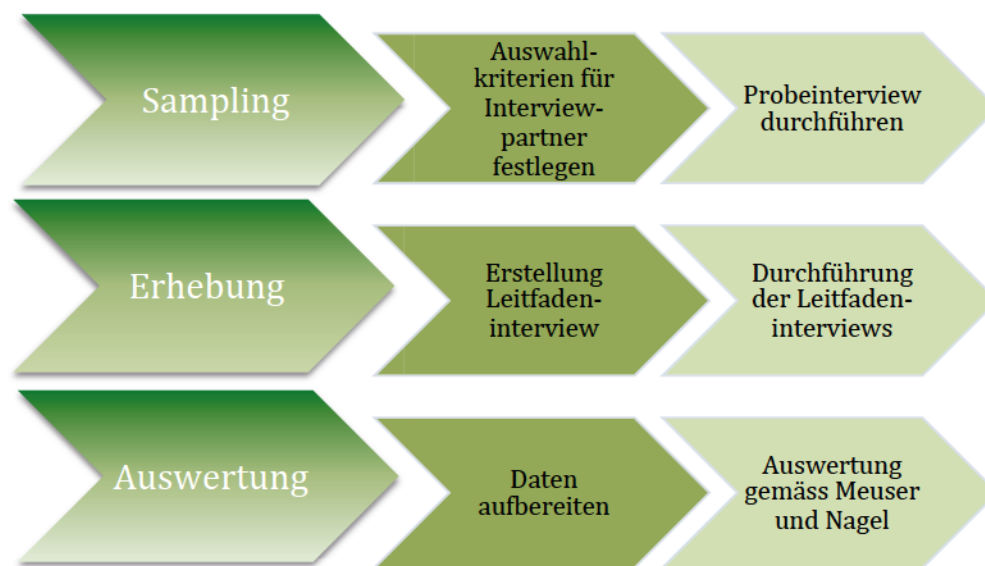 Sampling
Auswahl-
kriterien für
Interview-
partner
festlegen
Probeinterview
durchführen
Erhebung
Erstellung
Leitfaden-
interview
Durchführung
der Leitfaden-
interviews
Auswertung
Daten
aufbereiten
Auswertung
gemäss Meuser
und Nagel